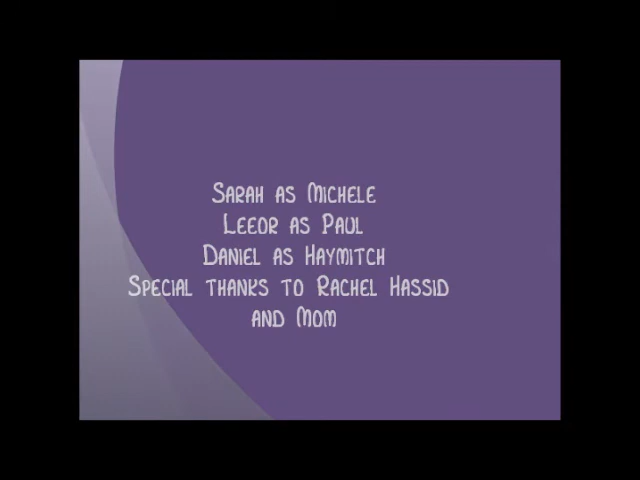 Sarah as Michele
Leeor as Paul
Daniel as Haymitch
Special thanks to Rachel Hassid
and Mom